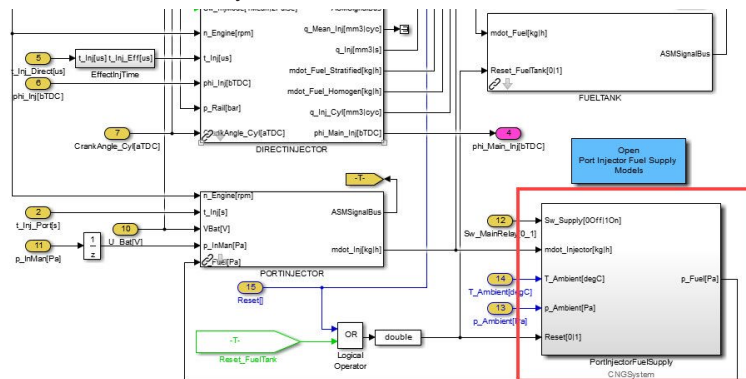 n_Engine[rpm]
ASMSignalBus
q_Mean_Inj[mm3|cyc]
q_Inj[mm3|s]
mdot_Fuel_Stratified[kg|h]
mdot_Fuel_Homogen[kg|h]
q_Inj_Cyl[mm3|cyc]
phi_Main_Inj[bTDC]
t_Inj[us]
phi_Inj[bTDC]
p_Rail[bar]
CrankAngle_Cyl[aTDC]
DIRECTINJECTOR
5
t_Inj_Direct[us]
t_Inj[us] t_Inj_Eff[us]
EffectInjTime
6
phi_Inj[bTDC]
7
CrankAngle_Cyl[aTDC]
mdot_Fuel[kg|h]
Reset_FuelTank[0|1]
ASMSignalBus
FUELTANK
4
phi_Main_Inj[bTDC]
Open
Port Injector Fuel Supply
Models
-T-
n_Engine[rpm]
t_Inj[s]
VBat[V]
p_InMan[Pa]
p_Fuel[Pa]
ASMSignalBus
mdot_Inj[kg|h]
PORTINJECTOR
2
t_Inj_Port[s]
10
U_Bat[V]
11
p_InMan[Pa]
1
z
15
Reset[]
-T-
Reset_FuelTank
OR
Logical
Operator
double
12
Sw_MainRelay[0_1]
14
T_Ambient[degC]
13
p_Ambient[Pa]
Sw_Supply[0Off|1On]
mdot_Injector[kg|h]
T_Ambient[degC]
p_Ambient[Pa]
Reset[0|1]
p_Fuel[Pa]
PortInjectorFuelSupply
CNGSystem